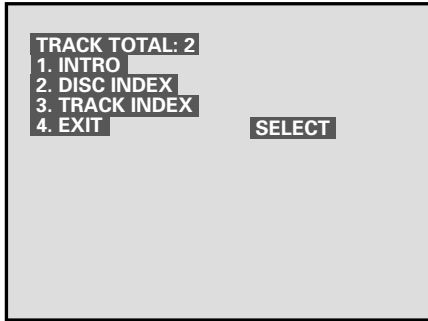 TRACK TOTAL: 2
1. INTRO
2. DISC INDEX
3. TRACK INDEX
4. EXIT
SELECT